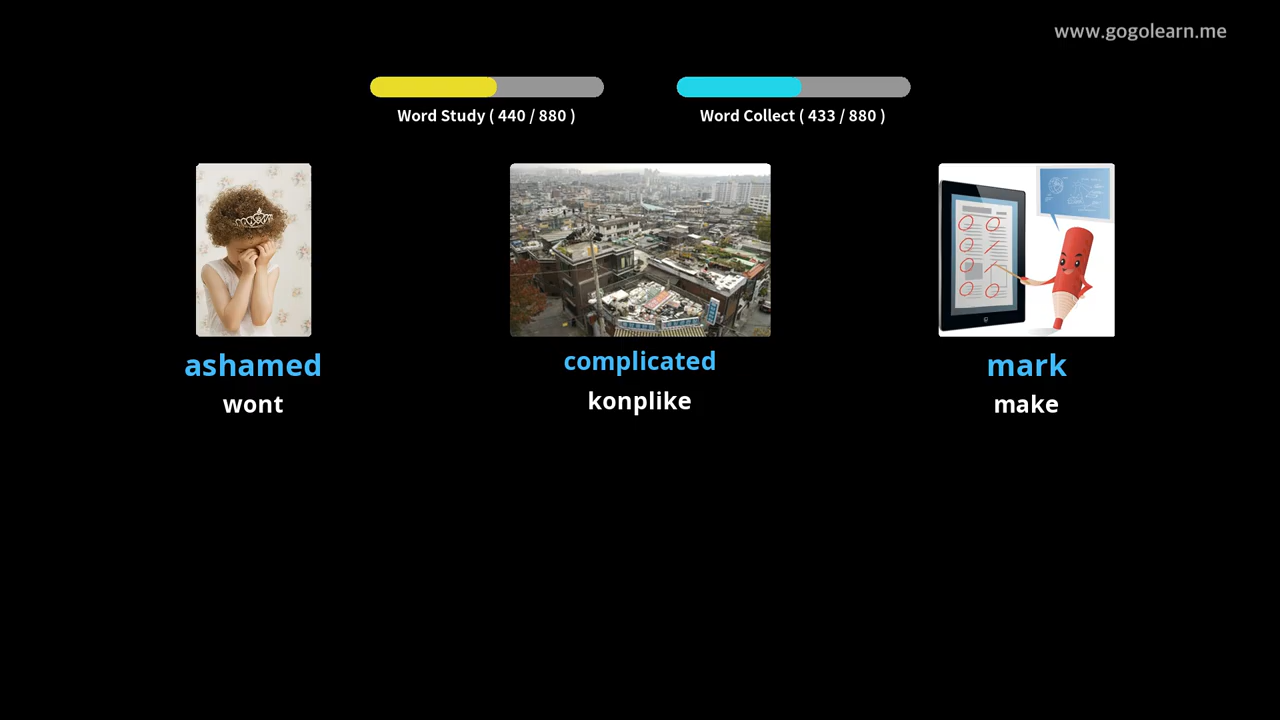 www.gogolearn.me
Word Study ( 440 / 880 )
Word Collect ( 433 / 880 )
ashamed
complicated
mark
wont
konplike
make